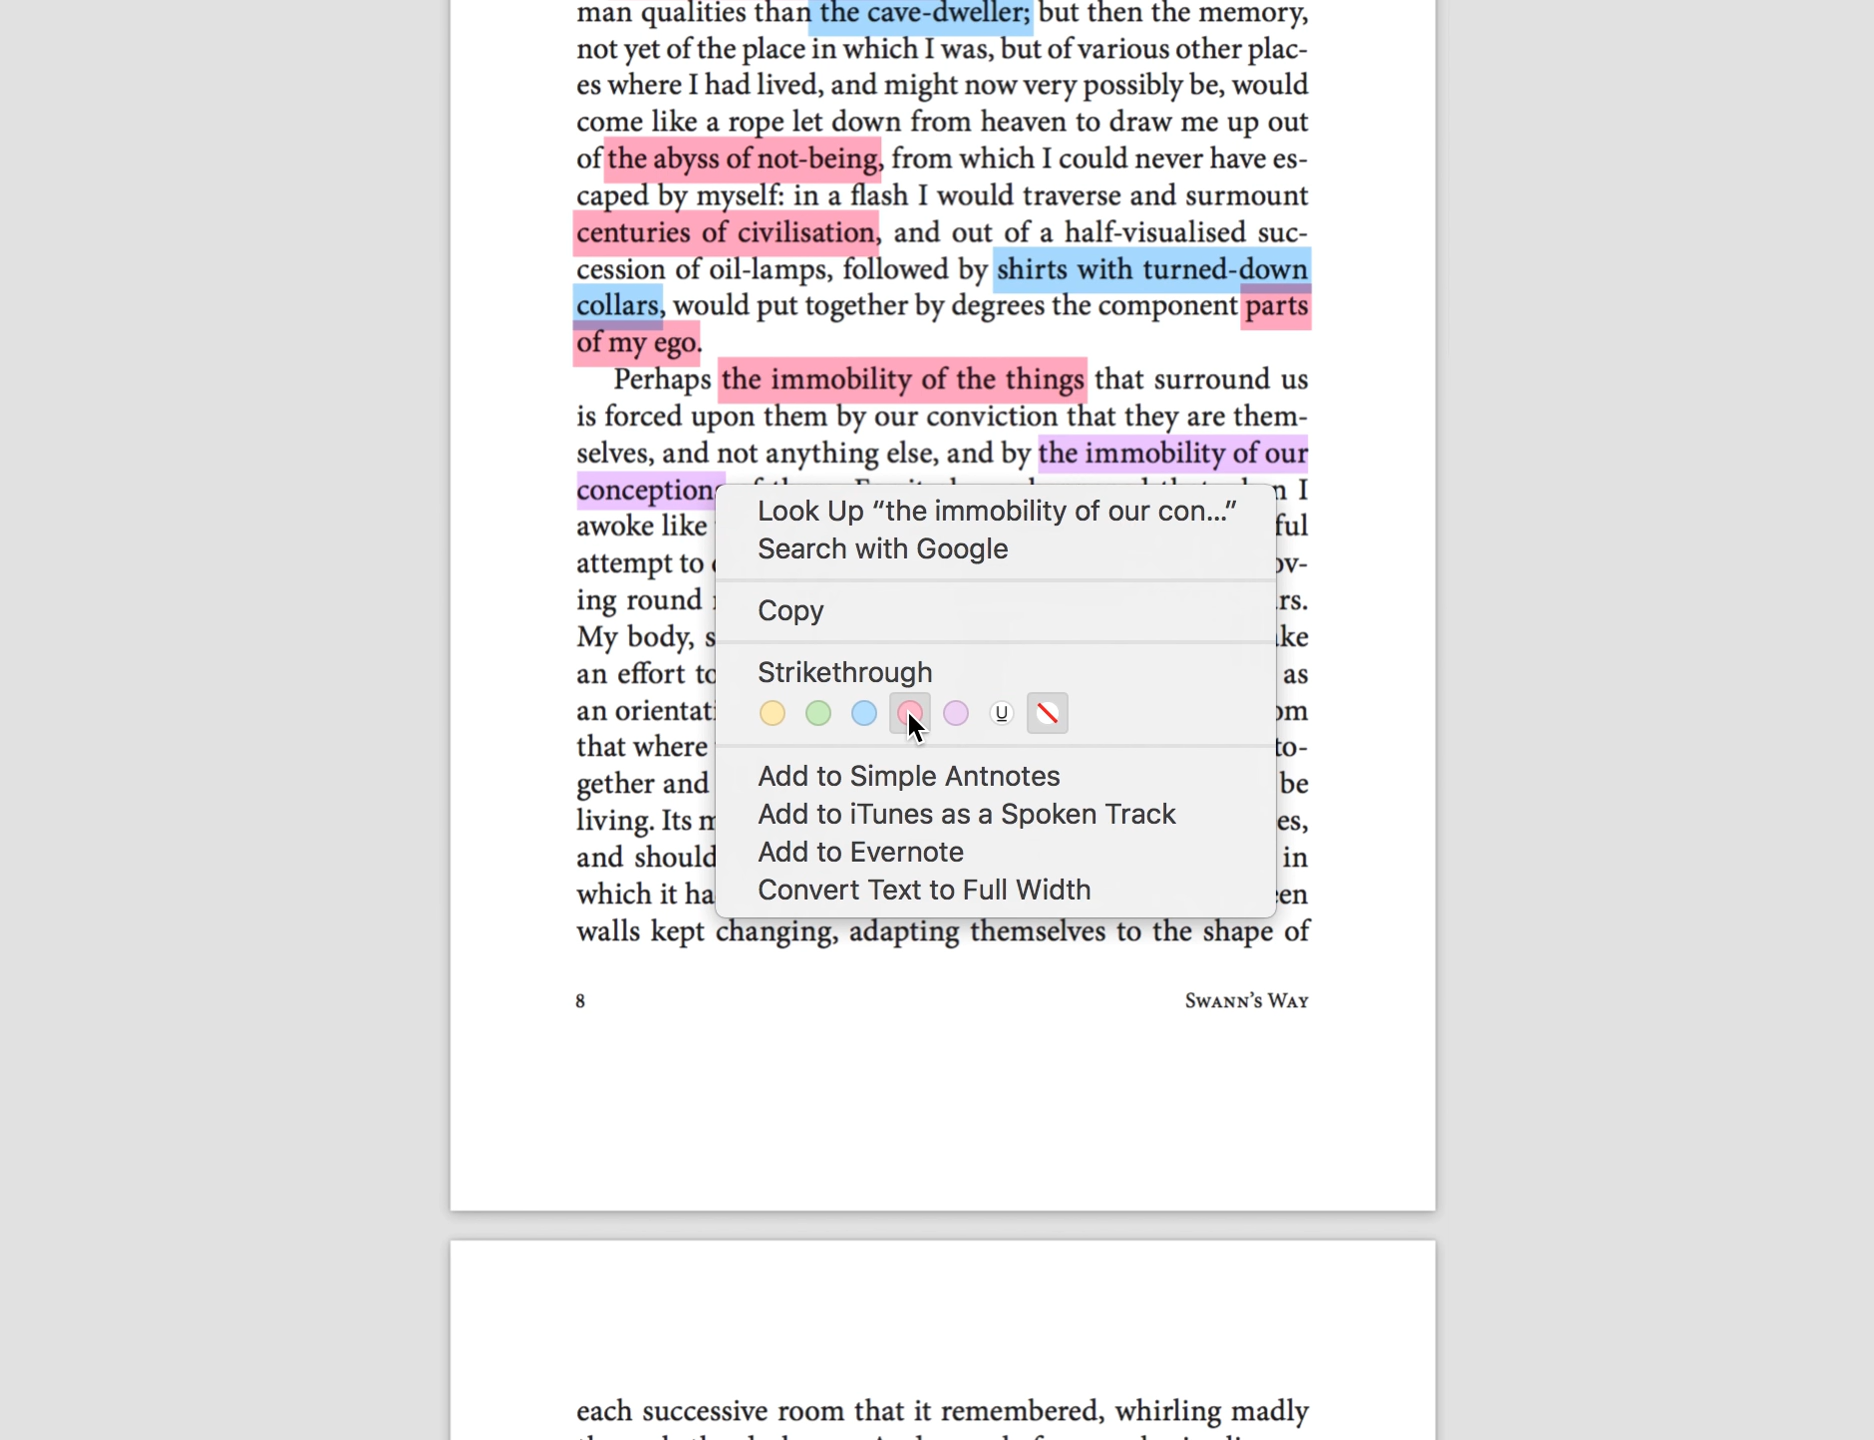 man qualities than the cave-dweller; but then the memory,
not yet of the place in which I was, but of various other plac-
es where I had lived, and might now very possibly be, would
come like a rope let down from heaven to draw me up out
of the abyss of not-being, from which I could never have es-
caped by myself: in a flash I would traverse and surmount
centuries of civilisation, and out of a half-visualised suc-
cession of oil-lamps, followed by shirts with turned-down
collars, would put together by degrees the component parts
of my ego.
Perhaps the immobility of the things that surround us
is forced upon them by our conviction that they are them-
selves, and not anything else, and by the immobility of our
conceptions I
awoke like
attempt to
ing round
My body,
an effort to as
an
that where to-
gether and be
living. Its
and should in
which it
walls kept changing, adapting themselves to the shape of
Look Up “the immobility of our con...”
Search with Google
Copy
Strikethrough
U
Add to Simple Antnotes
Add to iTunes as a Spoken Track
Add to Evernote
Convert Text to Full Width
8 Swann’s Way
each successive room that it remembered, whirling madly